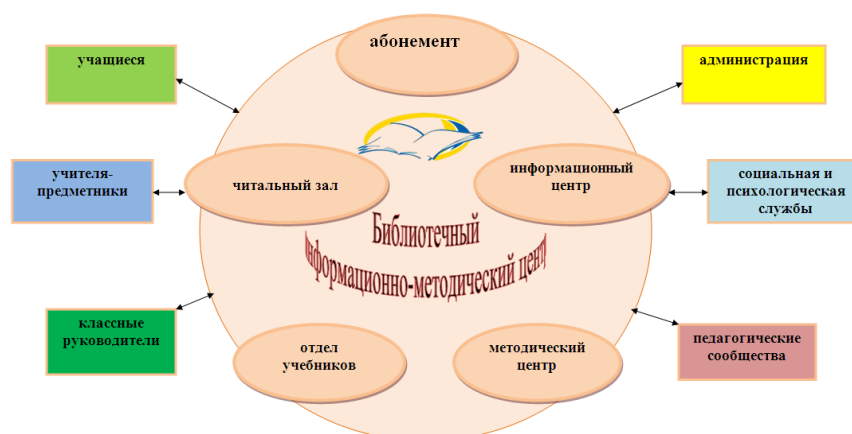 абонемент
учащиеся
администрация
читальный зал
информационный
центр
учителя-
предметники
социальная и
психологическая
службы
Библиотечный
информационно-методический центр
классные
руководители
отдел
учебников
методический
центр
педагогические
сообщества